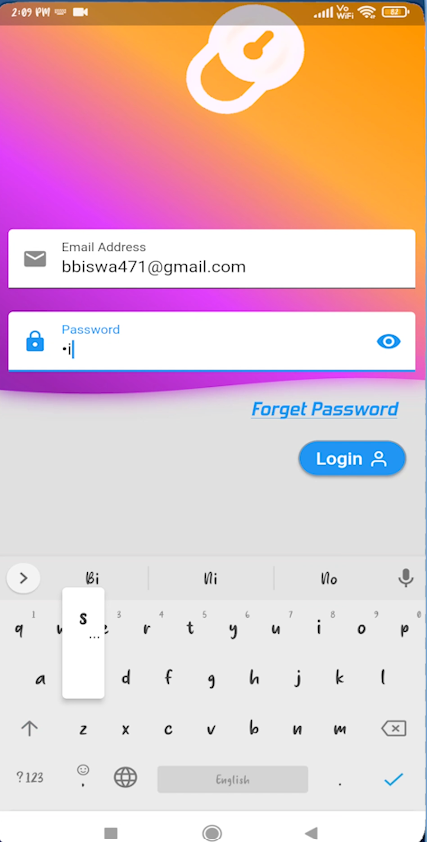 2:09 PM
Vo
WiFi
82
Email Address
bbiswa471@gmail.com
Password
•i
Forget Password
Login
Bi Ni No
1 3 4 5 6 7 8 9 0
q e r t y u i o p
s
...
a d f g h j k l
z x c v b n m
?123 English .